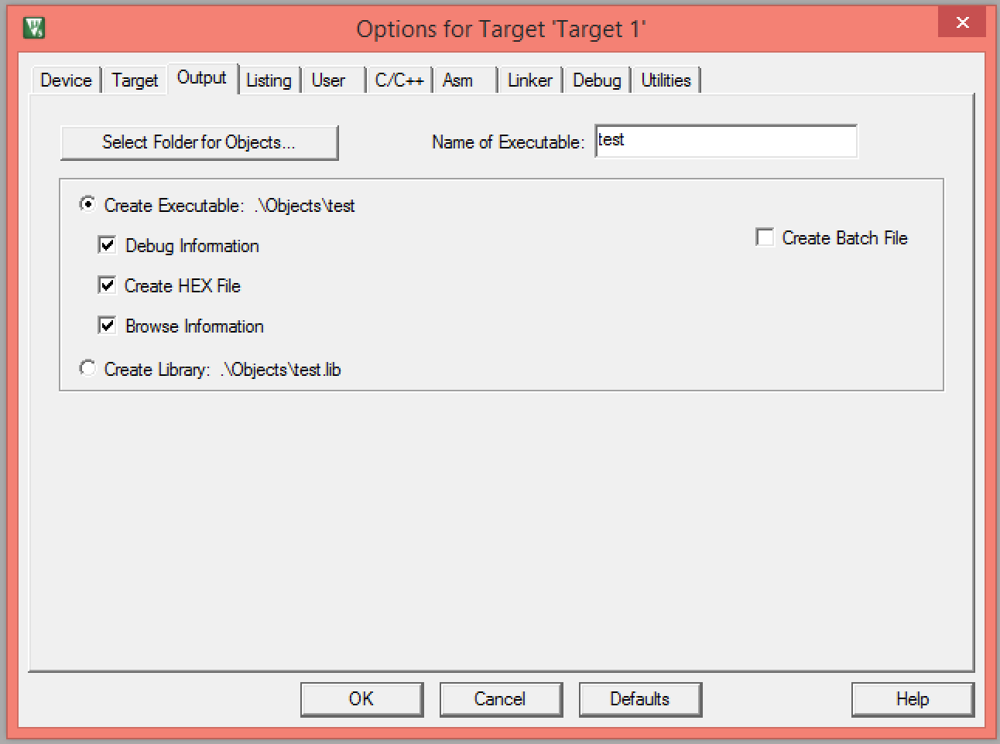 Options for Target 'Target 1'
Device Target Output Listing User C/C++ Asm Linker Debug Utilities
Select Folder for Objects... Name of Executable: test
Create Executable: .\Objects\test
Debug Information Create Batch File
Create HEX File
Browse Information
Create Library: .\Objects\test.lib
OK Cancel Defaults Help